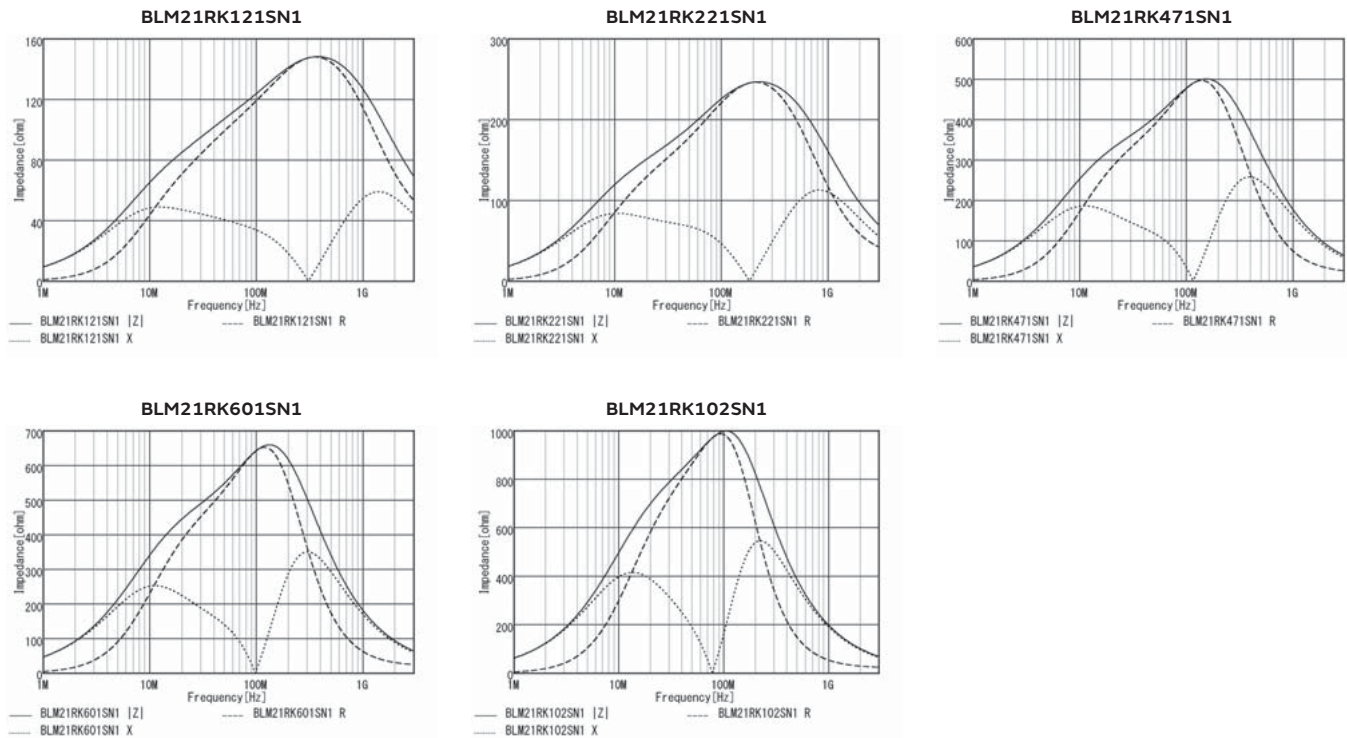 BLM21RK121SN1
160
120
80
40
0
Impedance[ohm]
1M 10M 100M 1G
Frequency[Hz]
BLM21RK121SN1 |Z| BLM21RK121SN1 R
BLM21RK121SN1 X
BLM21RK221SN1
300
200
100
0
Impedance[ohm]
1M 10M 100M 1G
Frequency[Hz]
BLM21RK221SN1 |Z| BLM21RK221SN1 R
BLM21RK221SN1 X
BLM21RK471SN1
600
500
400
300
200
100
0
Impedance[ohm]
1M 10M 100M 1G
Frequency[Hz]
BLM21RK471SN1 |Z| BLM21RK471SN1 R
BLM21RK471SN1 X
BLM21RK601SN1
700
600
500
400
300
200
100
0
Impedance[ohm]
1M 10M 100M 1G
Frequency[Hz]
BLM21RK601SN1 |Z| BLM21RK601SN1 R
BLM21RK601SN1 X
BLM21RK102SN1
1000
800
600
400
200
0
Impedance[ohm]
1M 10M 100M 1G
Frequency[Hz]
BLM21RK102SN1 |Z| BLM21RK102SN1 R
BLM21RK102SN1 X